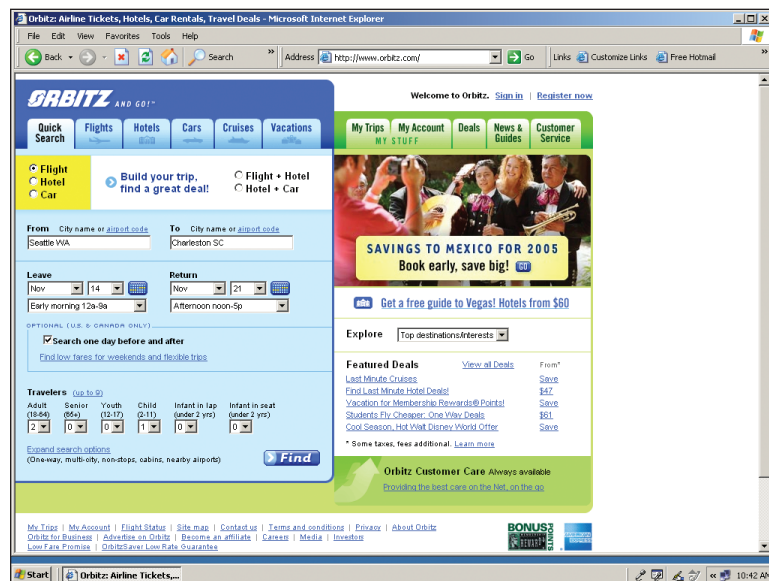 Orbitz: Airline Tickets, Hotels, Car Rentals, Travel Deals - Microsoft Internet Explorer
File Edit View Favorites Tools Help
Back Search » Address http://www.orbitz.com/ Go Links Customize Links Free Hotmail »
ORBITZ AND GO!
Welcome to Orbitz. Sign in | Register now
Quick Search Flights Hotels Cars Cruises Vacations
My Trips My Account Deals News & Guides Customer Service
MY STUFF
Flight
Hotel
Car
Build your trip,
find a great deal!
Flight + Hotel
Hotel + Car
From City name or airport code
To City name or airport code
Seattle WA
Charleston SC
Leave
Return
Nov 14
Nov 21
Early morning 12a-9a
Afternoon noon-5p
OPTIONAL (U.S. & CANADA ONLY)
Search one day before and after
Find low fares for weekends and flexible trips
Travelers (up to 9)
Adult Senior Youth Child Infant in lap Infant in seat
(18-64) (65+) (12-17) (2-11) (under 2 yrs) (under 2 yrs)
2 0 0 1 0 0
Expand search options
(One-way, multi-city, non-stops, cabins, nearby airports)
Find
SAVINGS TO MEXICO FOR 2005
Book early, save big! GO
Get a free guide to Vegas! Hotels from $60
Explore Top destinations/interests
Featured Deals View all Deals From*
Last Minute Cruises Save
Find Last Minute Hotel Deals! $47
Vacation for Membership Rewards® Points! Save
Students Fly Cheaper: One Way Deals $61
Cool Season, Hot Walt Disney World Offer Save
* Some taxes, fees additional. Learn more
Orbitz Customer Care Always available
Providing the best care on the Net, on the go
My Trips | My Account | Flight Status | Site map | Contact us | Terms and conditions | Privacy | About Orbitz
Orbitz for Business | Advertise on Orbitz | Become an affiliate | Careers | Media | Investors
Low Fare Promise | OrbitzSaver Low Rate Guarantee
BONUS
POINTS
Start Orbitz: Airline Tickets,... « 10:42 AM